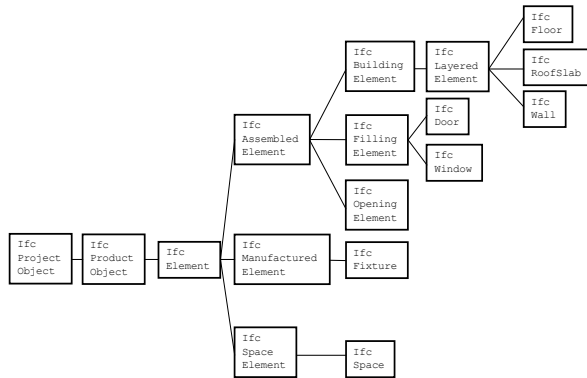 Ifc
Project
Object
Ifc
Product
Object
Ifc
Element
Ifc
Assembled
Element
Ifc
Building
Element
Ifc
Layered
Element
Ifc
Floor
Ifc
RoofSlab
Ifc
Wall
Ifc
Filling
Element
Ifc
Door
Ifc
Window
Ifc
Opening
Element
Ifc
Manufactured
Element
Ifc
Fixture
Ifc
Space
Element
Ifc
Space